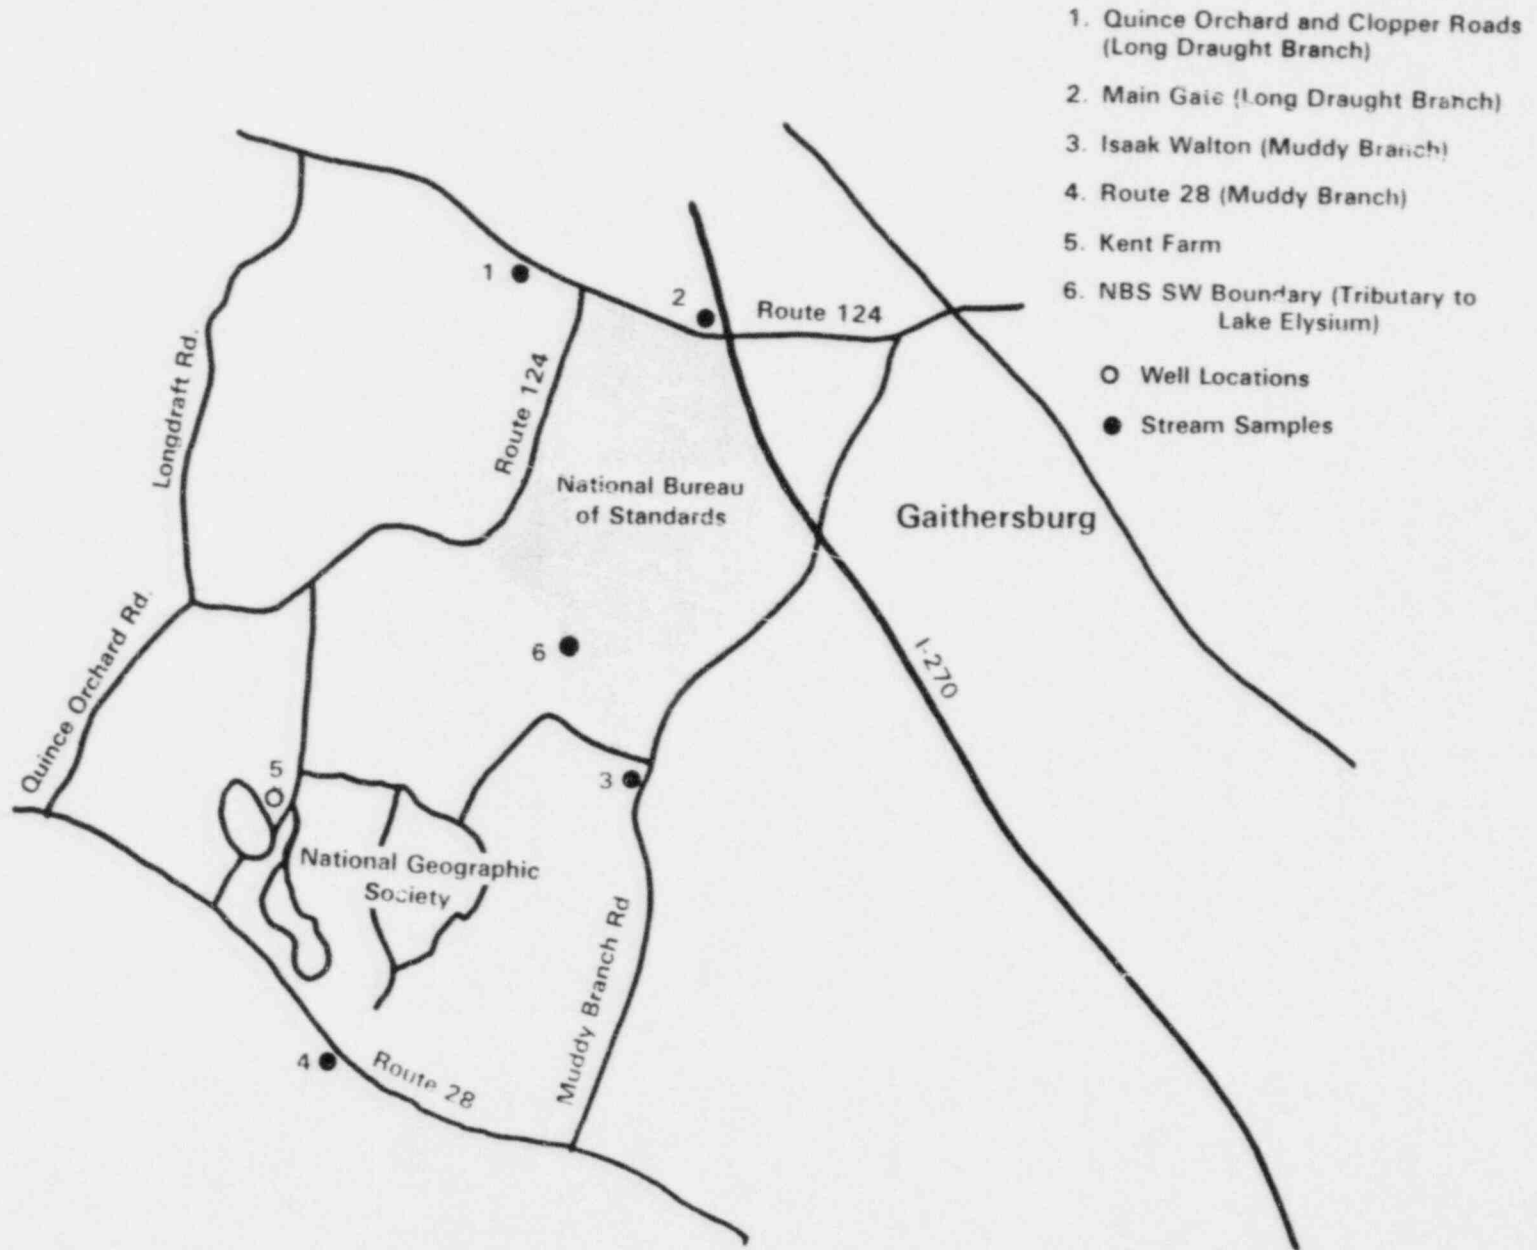 1. Quince Orchard and Clopper Roads
(Long Draught Branch)
2. Main Gate (Long Draught Branch)
3. Isaak Walton (Muddy Branch)
4. Route 28 (Muddy Branch)
5. Kent Farm
6. NBS SW Boundary (Tributary to
Lake Elysium)
Well Locations
Stream Samples
1
2
Route 124
Longdraft Rd.
Route 124
National Bureau
of Standards
Gaithersburg
Quince Orchard Rd.
6
I-270
5
3
National Geographic
Society
Muddy Branch Rd
4
Route 28